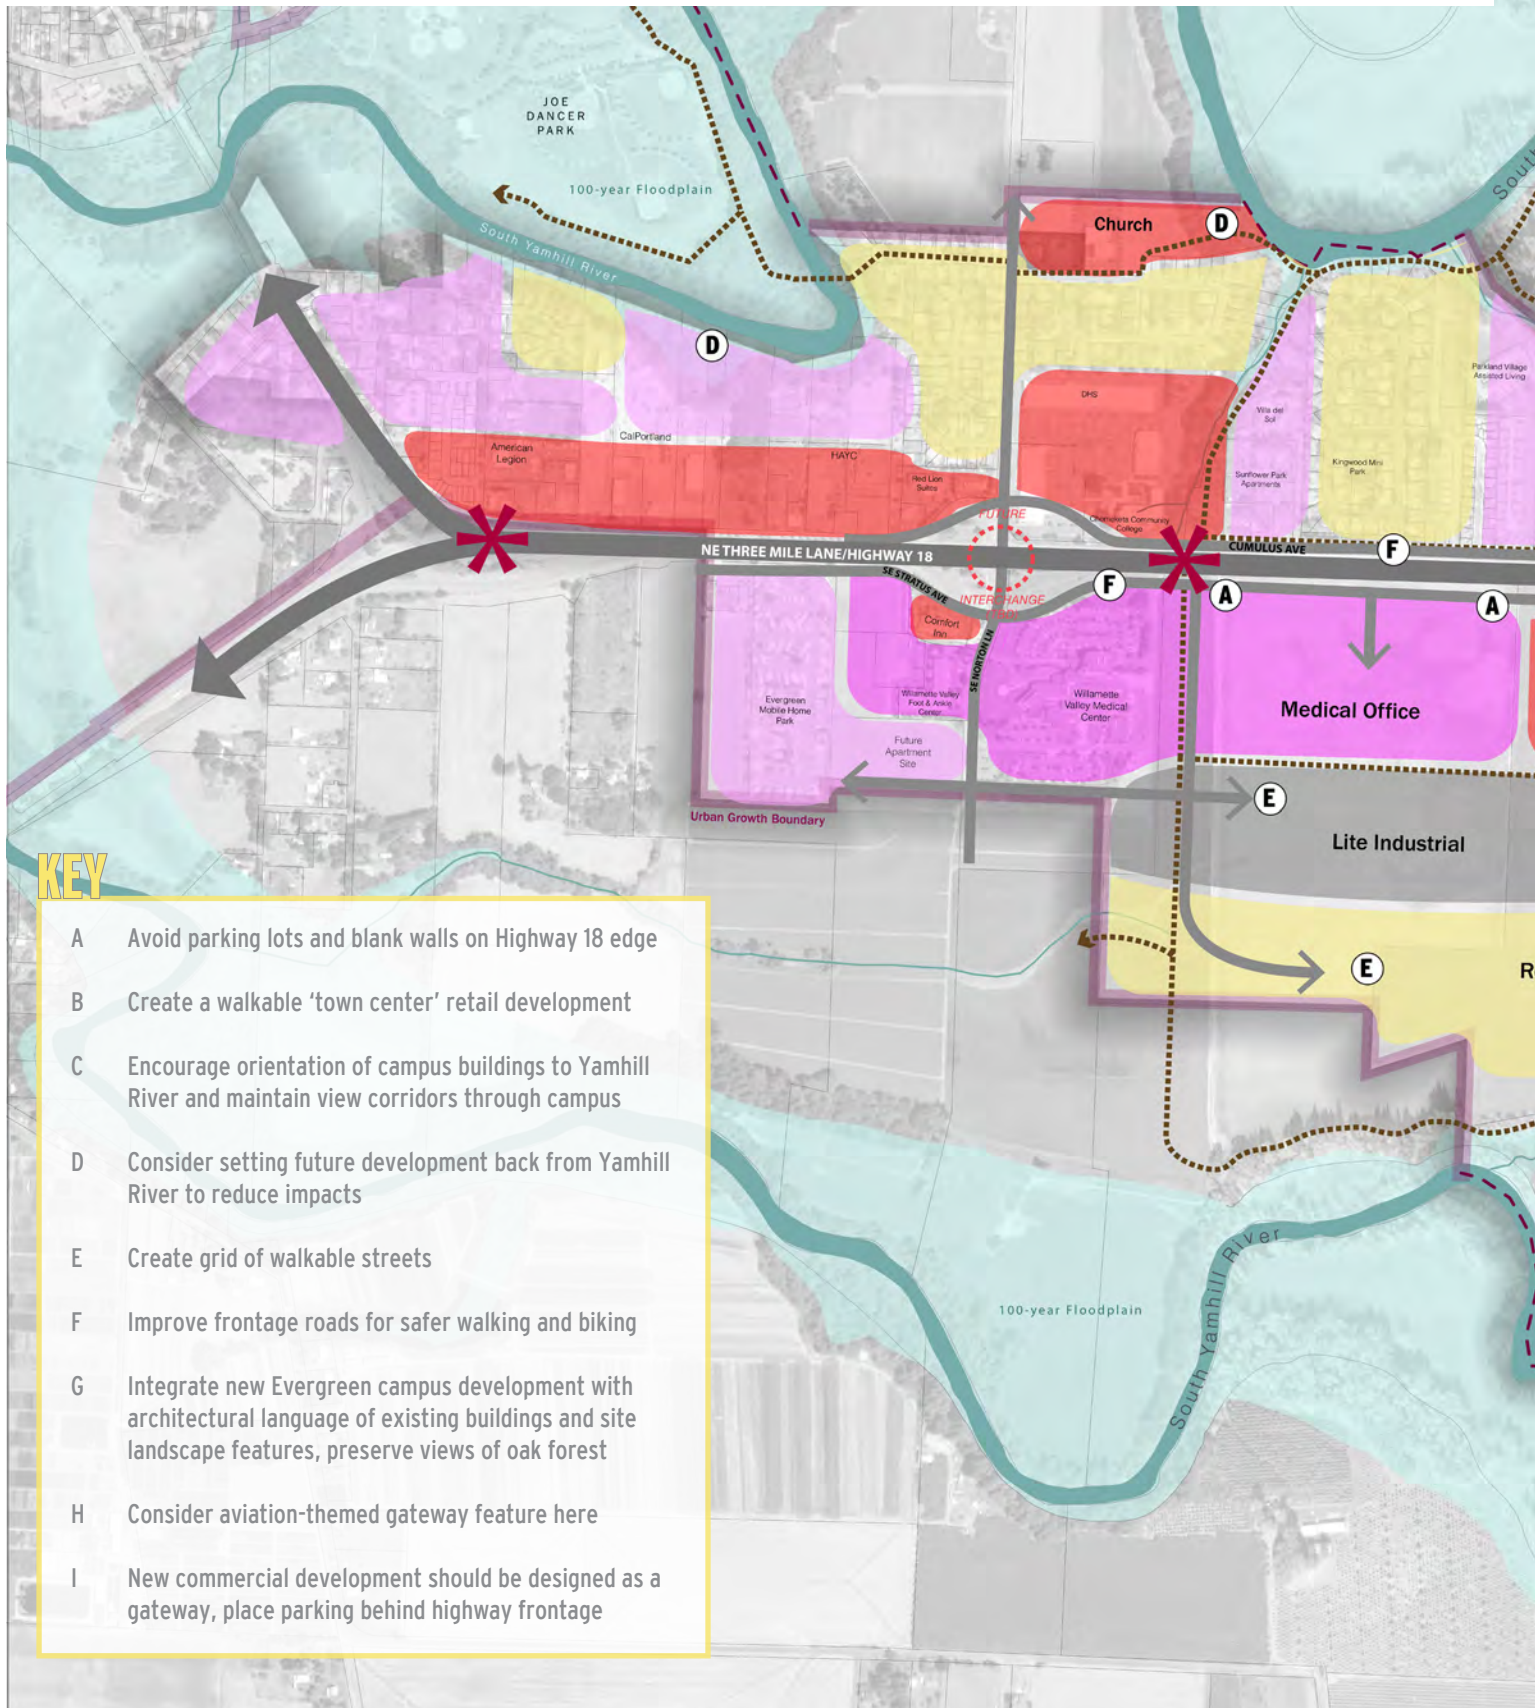 JOE
DANCER
PARK
100-year Floodplain
South Yamhill River
South
Church
D
D
DHS
Parkland Village
Assisted Living
Villa del
Sol
Kingwood Mini
Park
Sunflower Park
Apartments
American
Legion
CalPortland
HAYC
Red Lion
Suites
Chemeketa Community
College
FUTURE
INTERCHANGE
NE THREE MILE LANE/HIGHWAY 18
CUMULUS AVE
F
SE STRATUS AVE
F
A
A
Comfort
Inn
SE NORTON LN
Evergreen
Mobile Home
Park
Willamette Valley
Foot & Ankle
Center
Willamette
Valley Medical
Center
Medical Office
Future
Apartment
Site
E
Urban Growth Boundary
Lite Industrial
E
R
KEY
A Avoid parking lots and blank walls on Highway 18 edge
B Create a walkable ‘town center’ retail development
C Encourage orientation of campus buildings to Yamhill
River and maintain view corridors through campus
D Consider setting future development back from Yamhill
River to reduce impacts
E Create grid of walkable streets
F Improve frontage roads for safer walking and biking
G Integrate new Evergreen campus development with
architectural language of existing buildings and site
landscape features, preserve views of oak forest
H Consider aviation-themed gateway feature here
I New commercial development should be designed as a
gateway, place parking behind highway frontage
100-year Floodplain
South Yamhill River